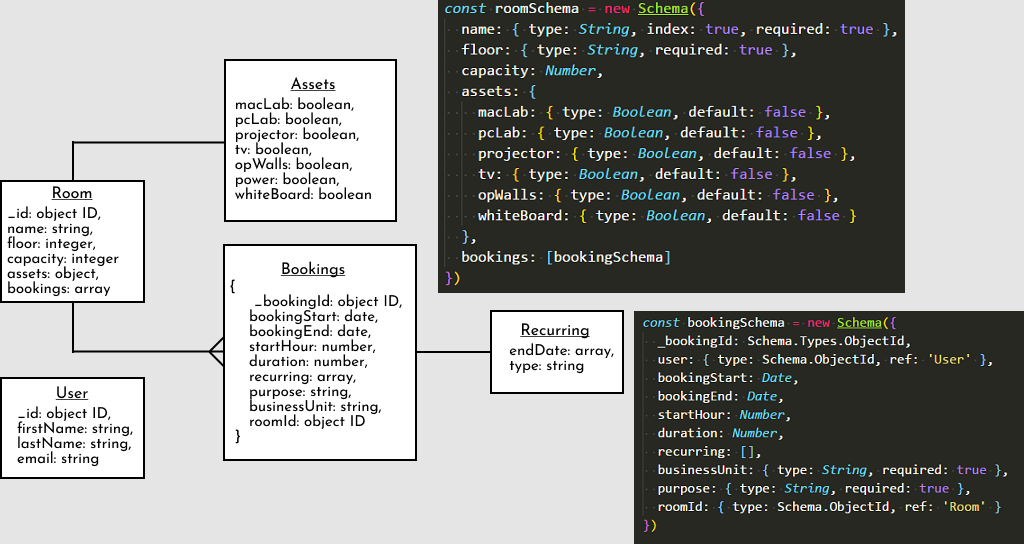 Assets
macLab: boolean,
pcLab: boolean,
projector: boolean,
tv: boolean,
opWalls: boolean,
power: boolean,
whiteBoard: boolean
Room
_id: object ID,
name: string,
floor: integer,
capacity: integer
assets: object,
bookings: array
Bookings
{
_bookingId: object ID,
bookingStart: date,
bookingEnd: date,
startHour: number,
duration: number,
recurring: array,
purpose: string,
businessUnit: string,
roomId: object ID
}
Recurring
endDate: array,
type: string
User
_id: object ID,
firstName: string,
lastName: string,
email: string
const roomSchema = new Schema({
name: { type: String, index: true, required: true },
floor: { type: String, required: true },
capacity: Number,
assets: {
macLab: { type: Boolean, default: false },
pcLab: { type: Boolean, default: false },
projector: { type: Boolean, default: false },
tv: { type: Boolean, default: false },
opWalls: { type: Boolean, default: false },
whiteBoard: { type: Boolean, default: false }
},
bookings: [bookingSchema]
})
const bookingSchema = new Schema({
_bookingId: Schema.Types.ObjectId,
user: { type: Schema.ObjectId, ref: 'User' },
bookingStart: Date,
bookingEnd: Date,
startHour: Number,
duration: Number,
recurring: [],
businessUnit: { type: String, required: true },
purpose: { type: String, required: true },
roomId: { type: Schema.ObjectId, ref: 'Room' }
})